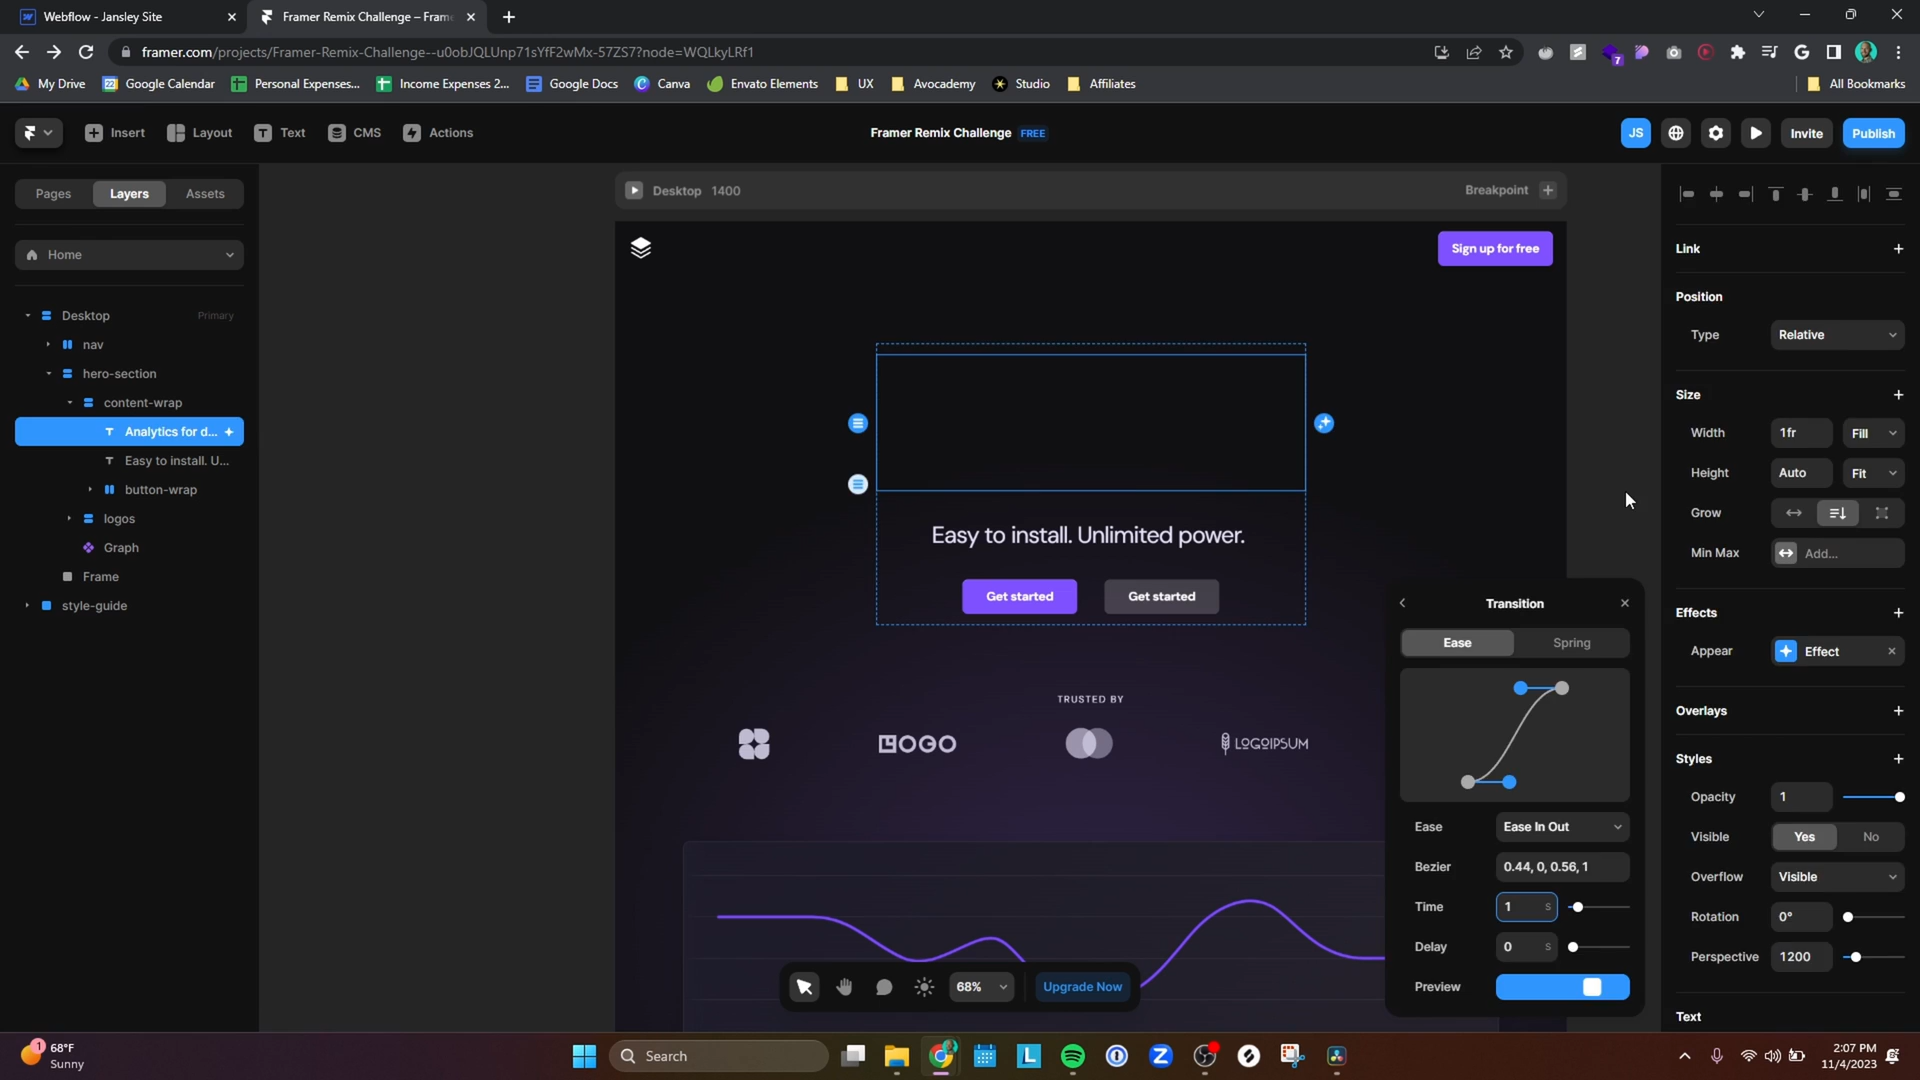 Webflow - Jansley Site
Framer Remix Challenge – Fram
framer.com/projects/Framer-Remix-Challenge--u0obJQLUnp71sYfF2wMx-57ZS7?node=WQLkyLRf1
7
My Drive
22
Google Calendar
Personal Expenses...
Income Expenses 2...
Google Docs
Canva
Envato Elements
UX
Avocademy
Studio
Affiliates
All Bookmarks
Insert
Layout
T Text
CMS
Actions
Framer Remix Challenge FREE
JS
Invite
Publish
Pages
Layers
Assets
Home
Desktop Primary
nav
hero-section
content-wrap
T Analytics for d...
T Easy to install. U...
button-wrap
logos
Graph
Frame
style-guide
Desktop 1400
Breakpoint
Sign up for free
Easy to install. Unlimited power.
Get started
Get started
TRUSTED BY
LOGO
LOGOIPSUM
68%
Upgrade Now
Transition
Ease
Spring
Ease Ease In Out
Bezier 0.44, 0, 0.56, 1
Time 1 s
Delay 0 s
Preview
Link
Position
Type Relative
Size
Width 1fr Fill
Height Auto Fit
Grow
Min Max Add...
Effects
Appear Effect
Overlays
Styles
Opacity 1
Visible Yes No
Overflow Visible
Rotation 0°
Perspective 1200
Text
1
68°F
Sunny
Search
L
2:07 PM
11/4/2023